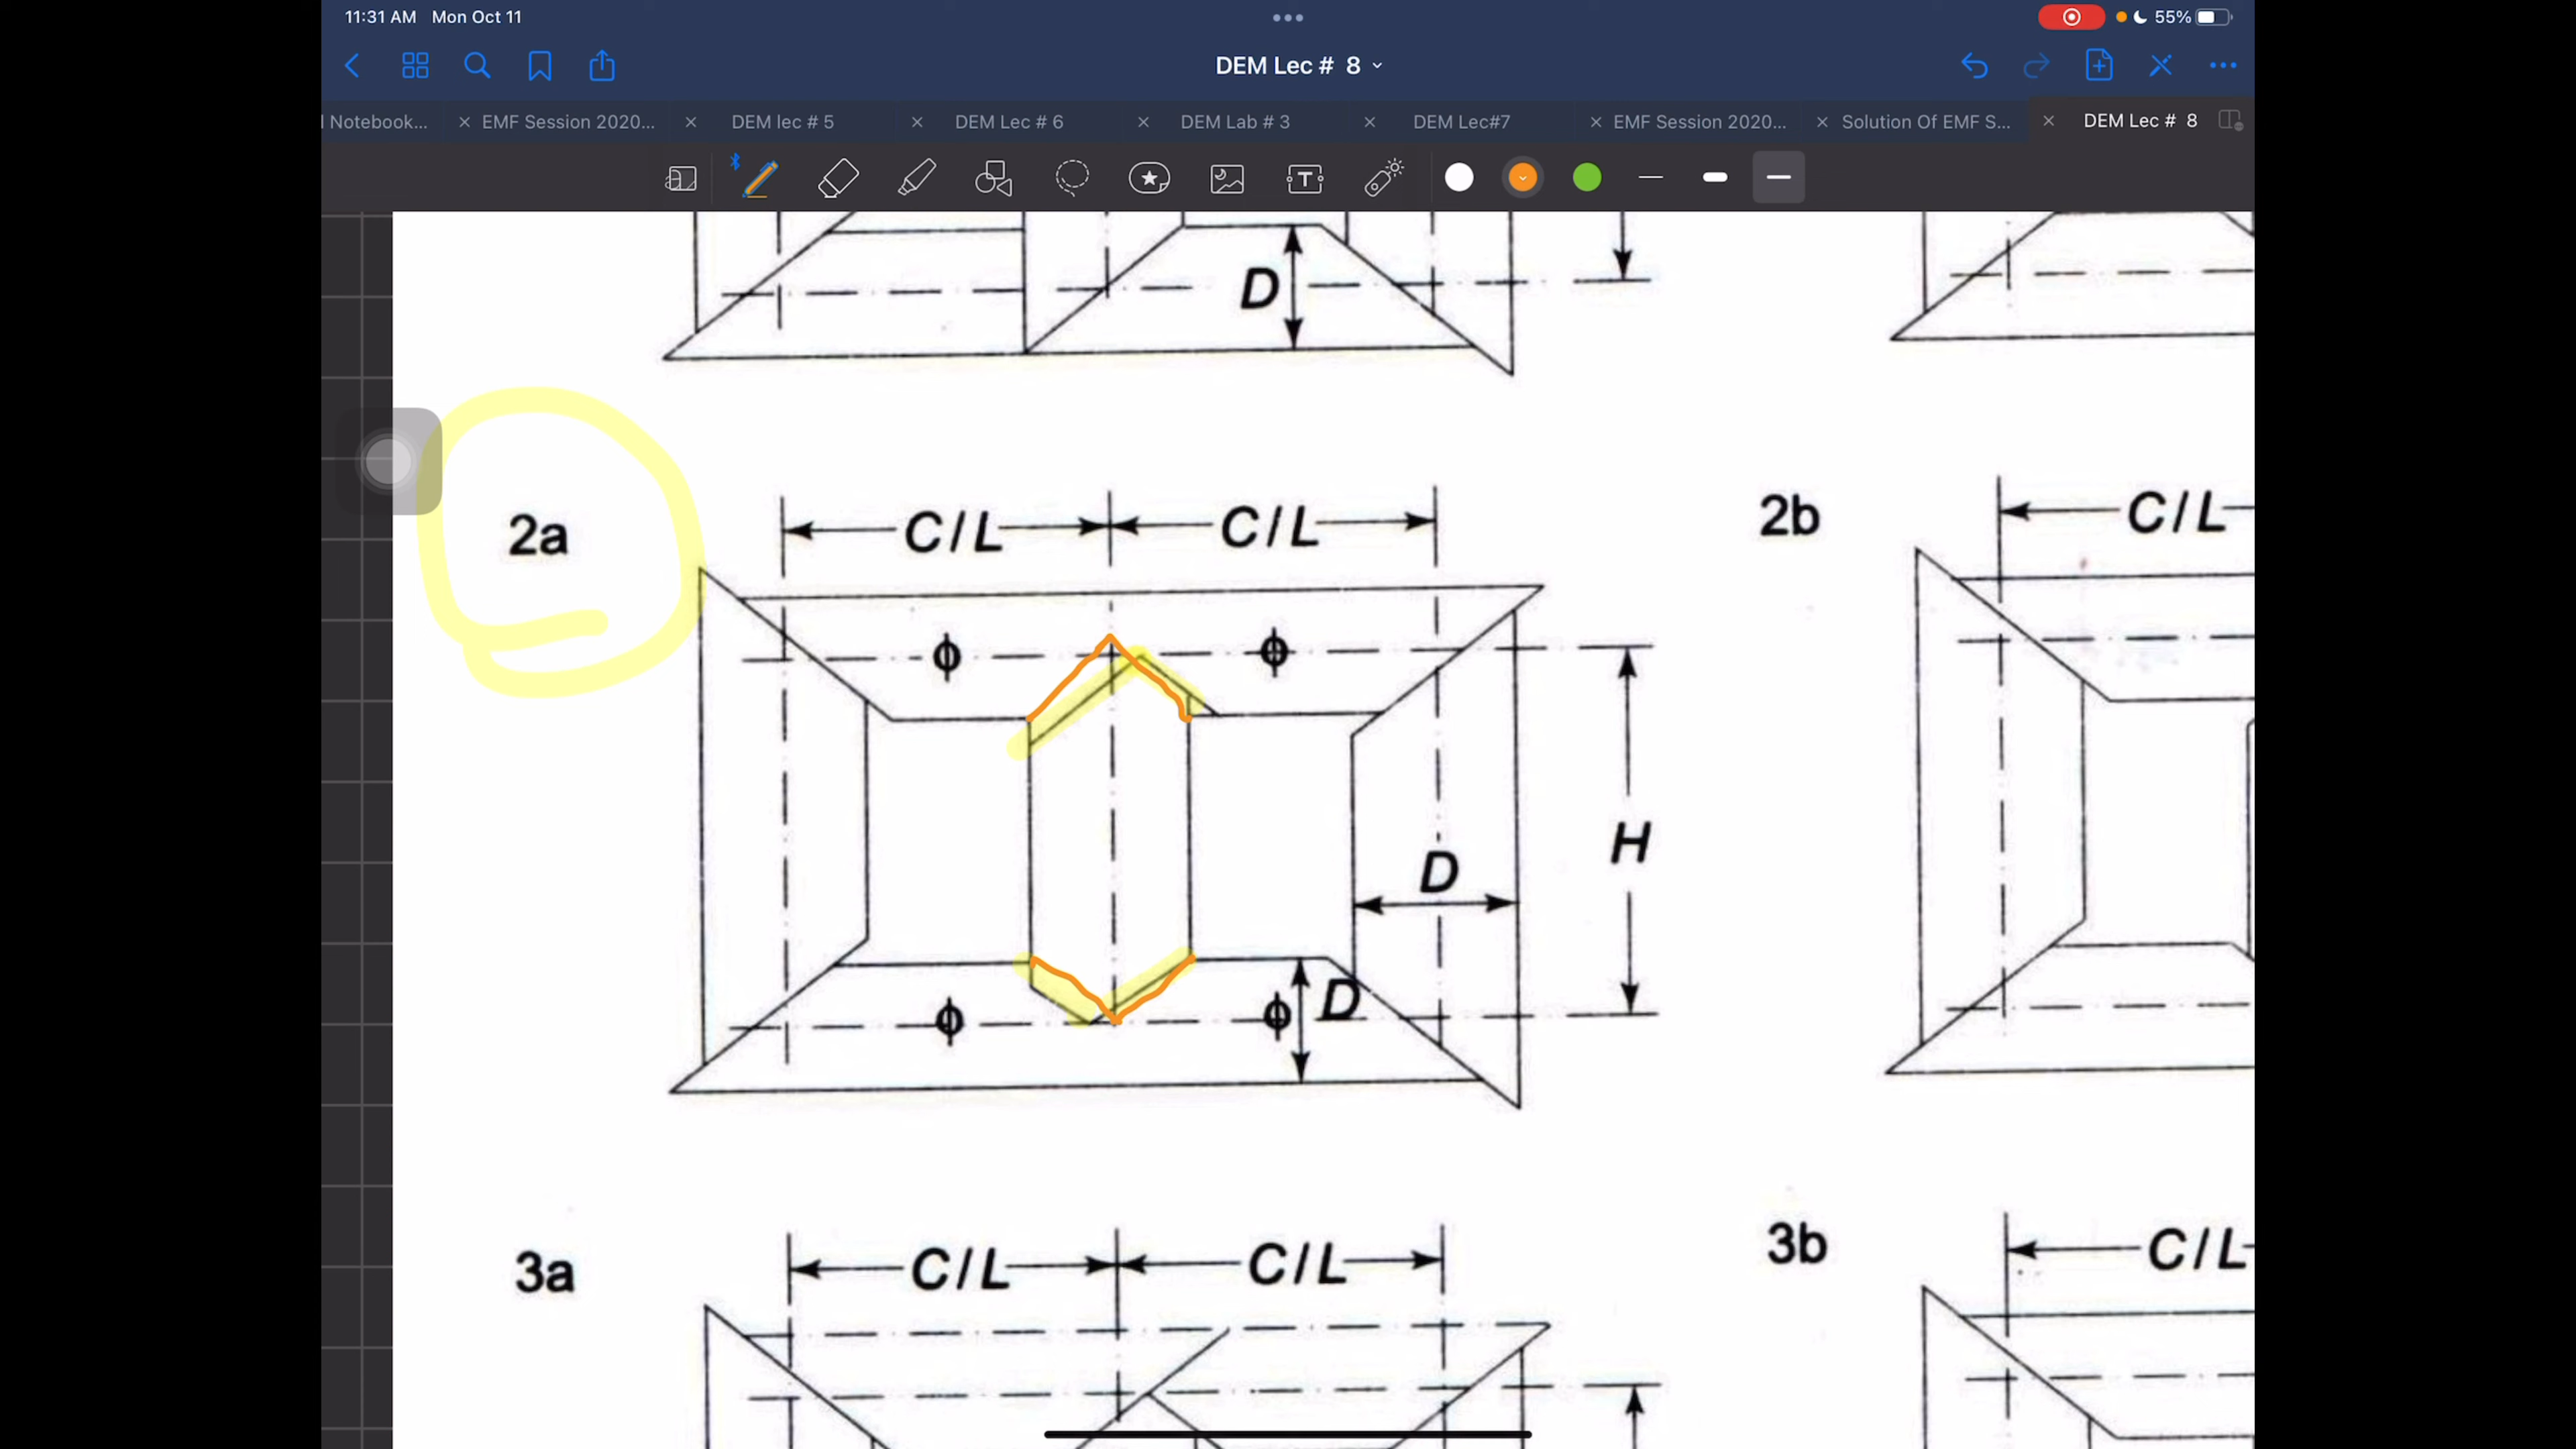 11:31 AM Mon Oct 11
55%
DEM Lec # 8
l Notebook...
EMF Session 2020...
DEM lec # 5
DEM Lec # 6
DEM Lab # 3
DEM Lec#7
EMF Session 2020...
Solution Of EMF S...
DEM Lec # 8
D
2a
C/L
C/L
2b
C/L
ϕ
ϕ
H
D
ϕ
ϕ
D
3a
C/L
C/L
3b
C/L